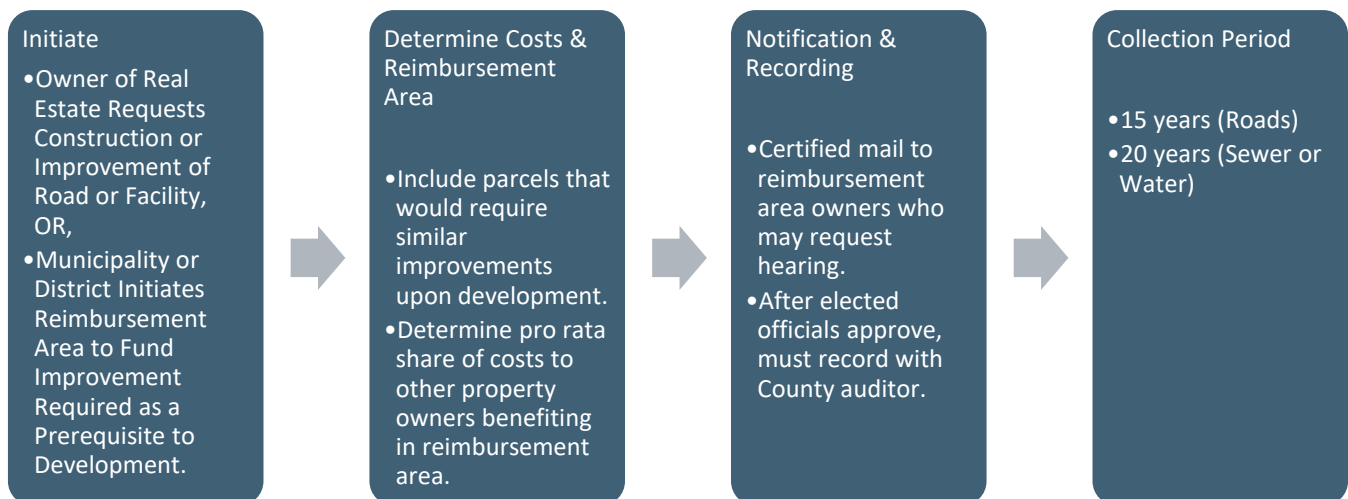 Initiate
•Owner of Real
Estate Requests
Construction or
Improvement of
Road or Facility,
OR,
•Municipality or
District Initiates
Reimbursement
Area to Fund
Improvement
Required as a
Prerequisite to
Development.
Determine Costs &
Reimbursement
Area
•Include parcels that
would require
similar
improvements
upon development.
•Determine pro rata
share of costs to
other property
owners benefiting
in reimbursement
area.
Notification &
Recording
•Certified mail to
reimbursement
area owners who
may request
hearing.
•After elected
officials approve,
must record with
County auditor.
Collection Period
•15 years (Roads)
•20 years (Sewer or
Water)